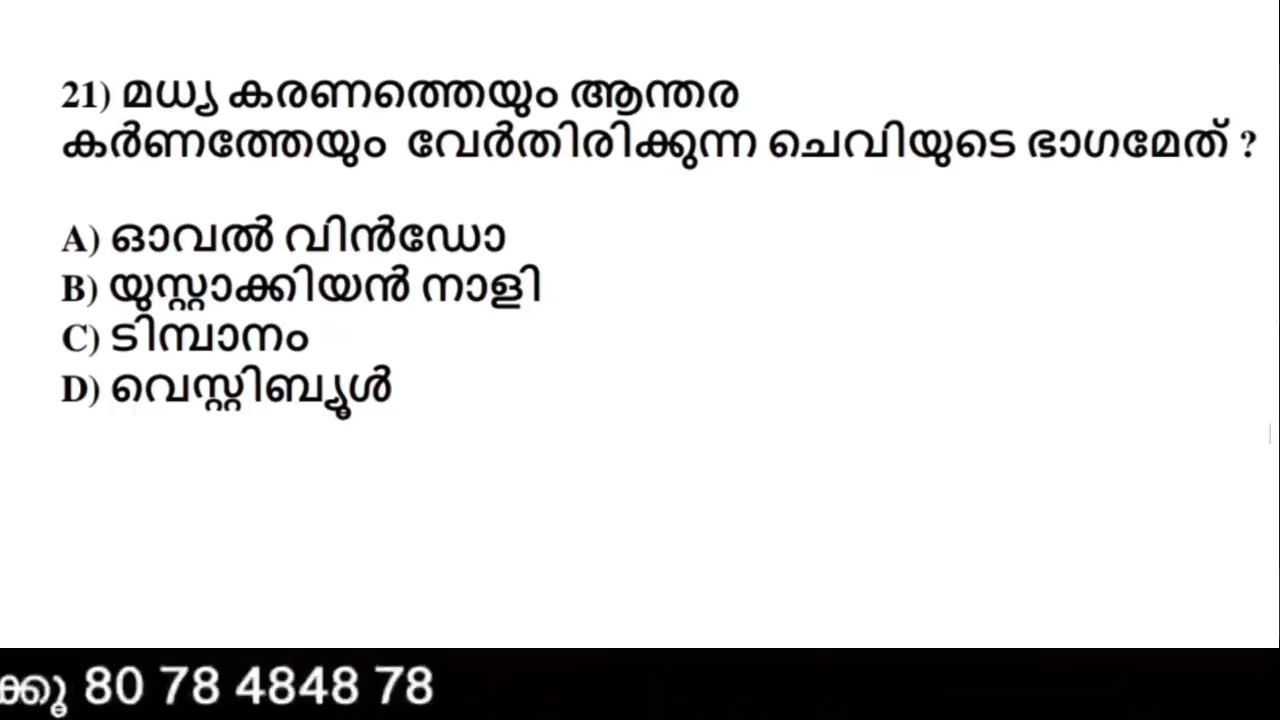 21) മധ്യ കരണത്തെയും ആന്തര
കർണത്തേയും വേർതിരിക്കുന്ന ചെവിയുടെ ഭാഗമേത് ?
A) ഓവൽ വിൻഡോ
B) യുസ്റ്റാക്കിയൻ നാളി
C) ടിമ്പാനം
D) വെസ്റ്റിബ്യൂൾ
ക്കൂ 80 78 4848 78